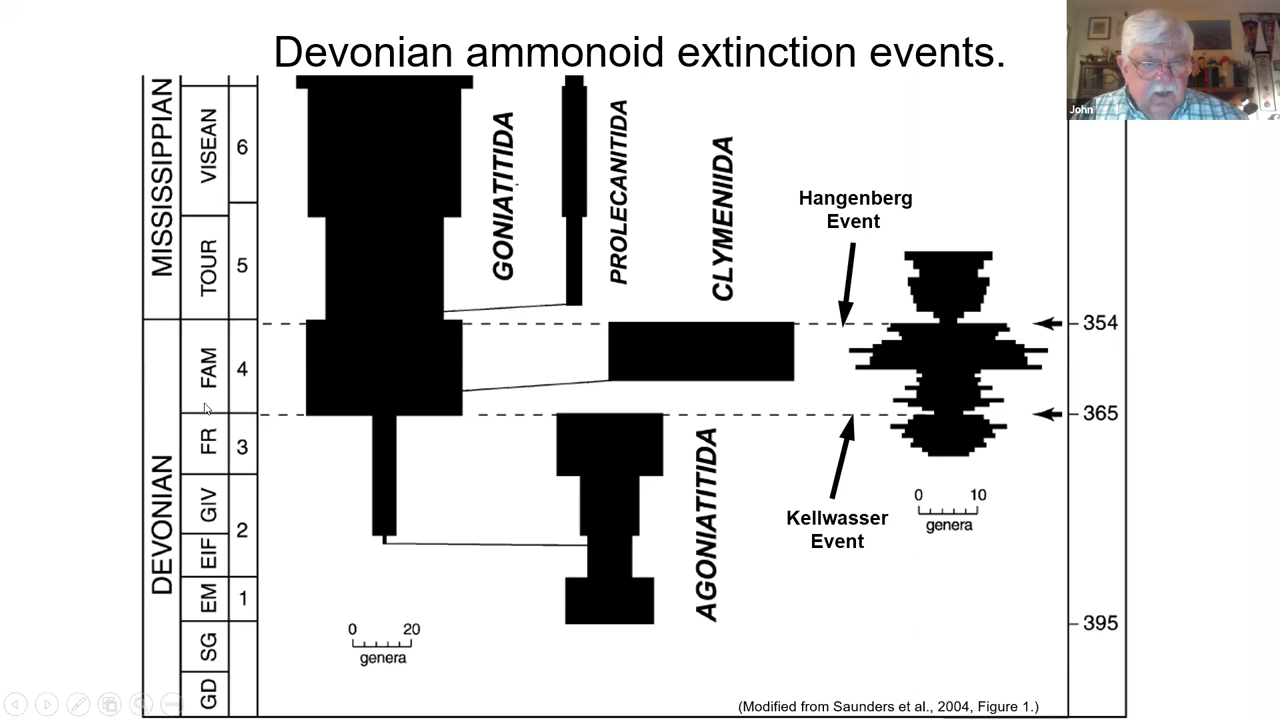 Devonian ammonoid extinction events.
John
MISSISSIPPIAN
DEVONIAN
VISEAN
TOUR
FAM
FR
GIV
EIF
EM
SG
GD
6
5
4
3
2
1
GONIATITIDA
PROLECANITIDA
CLYMENIIDA
AGONIATITIDA
Hangenberg
Event
Kellwasser
Event
354
365
395
0 10
genera
0 20
genera
(Modified from Saunders et al., 2004, Figure 1.)